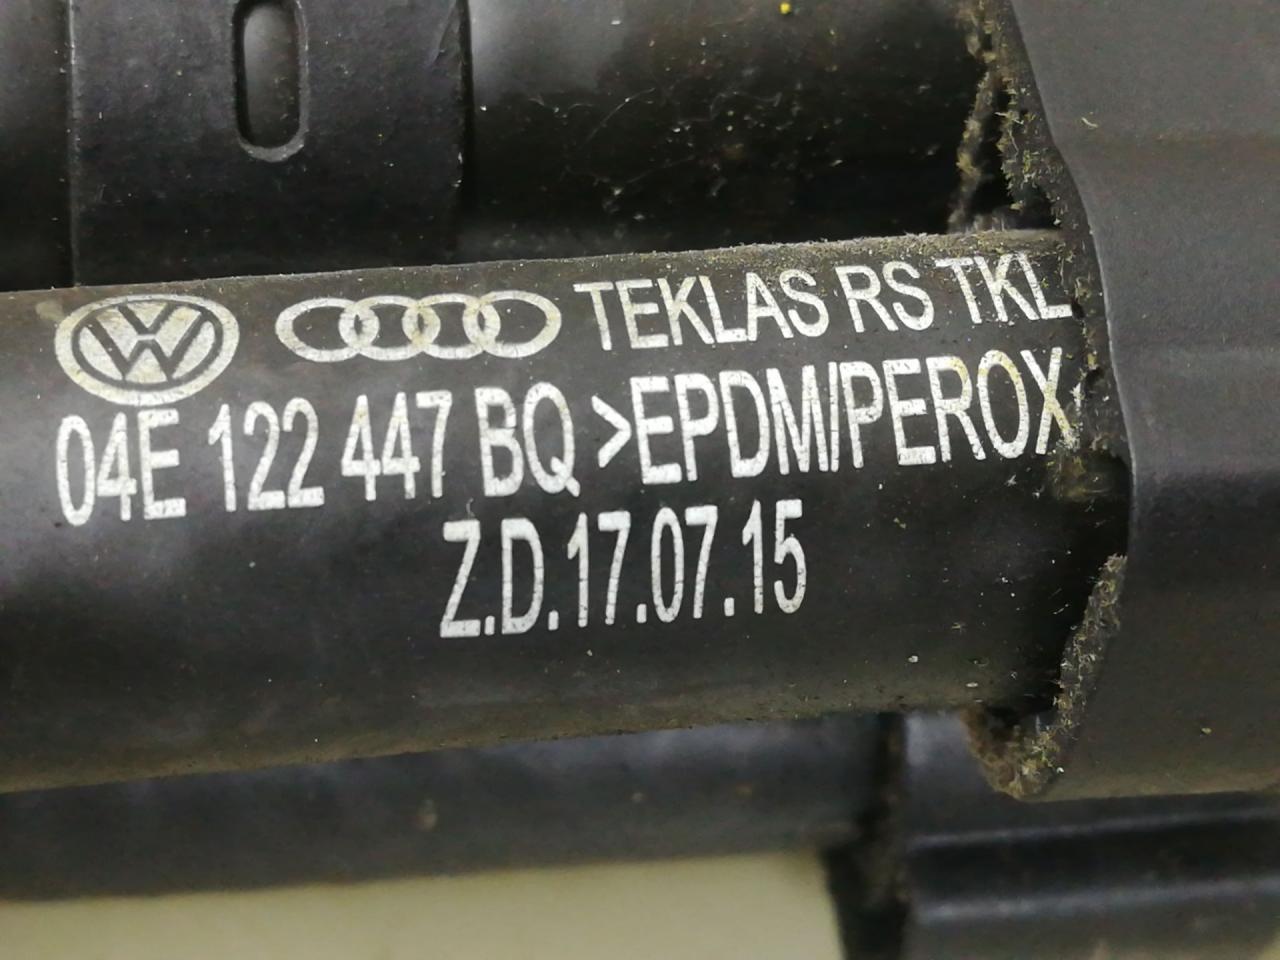 TEKLAS RS TKL
04E 122 447 BQ >EPDM/PEROX
Z.D.17.07.15